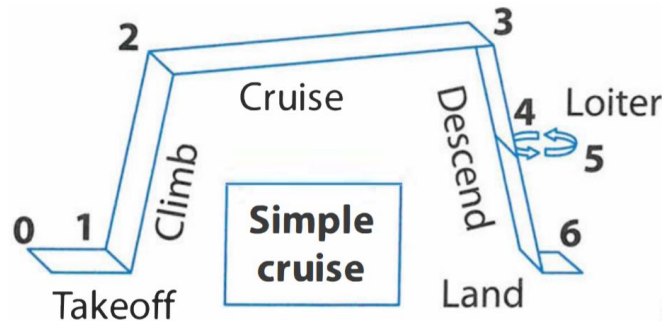 2
3
Cruise
4 Loiter
5
Descend
Climb
0 1
Simple
cruise
6
Takeoff
Land